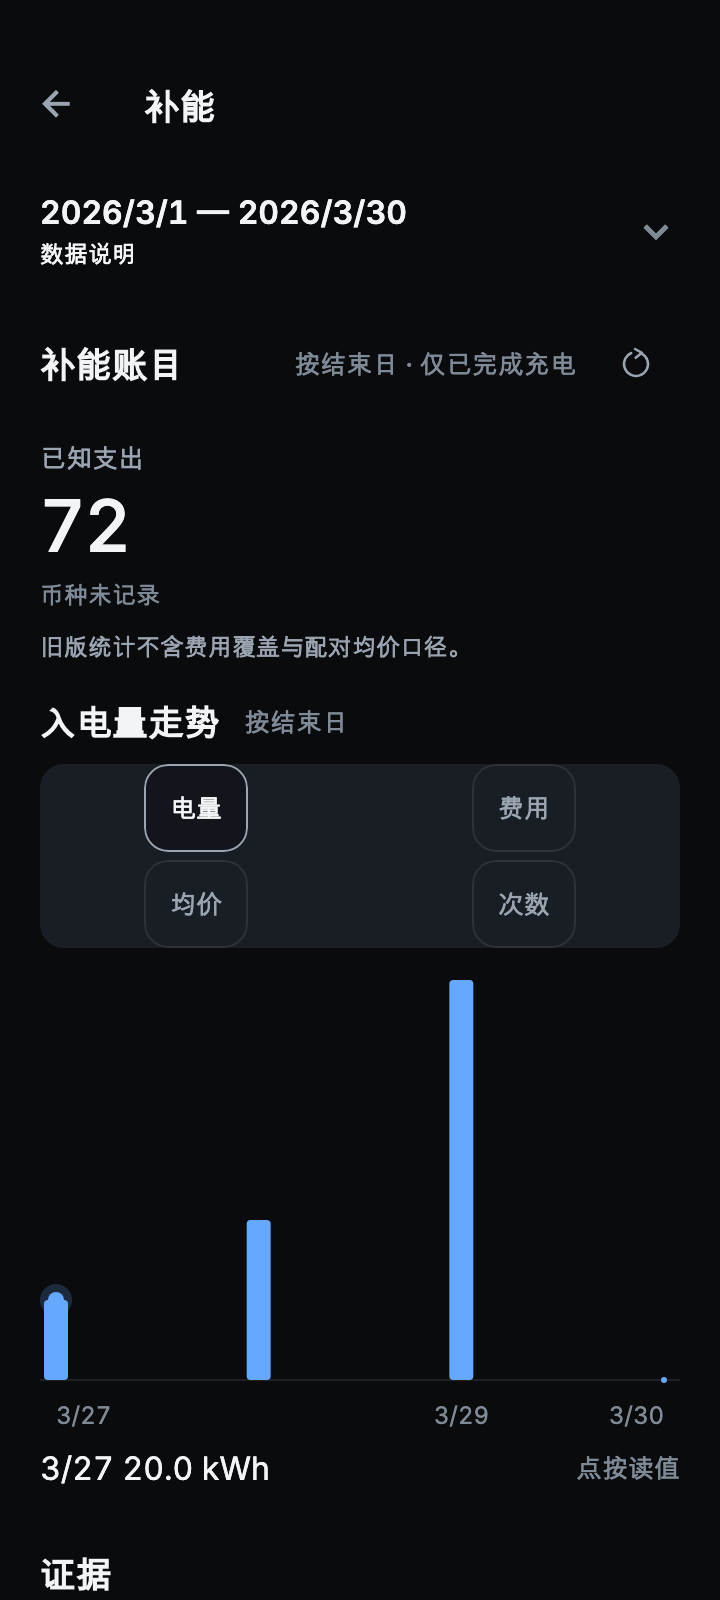 补能
2026/3/1 — 2026/3/30
数据说明
补能账目 按结束日 · 仅已完成充电
已知支出
72
币种未记录
旧版统计不含费用覆盖与配对均价口径。
入电量走势 按结束日
电量 费用
均价 次数
3/27 3/29 3/30
3/27 20.0 kWh 点按读值
证据